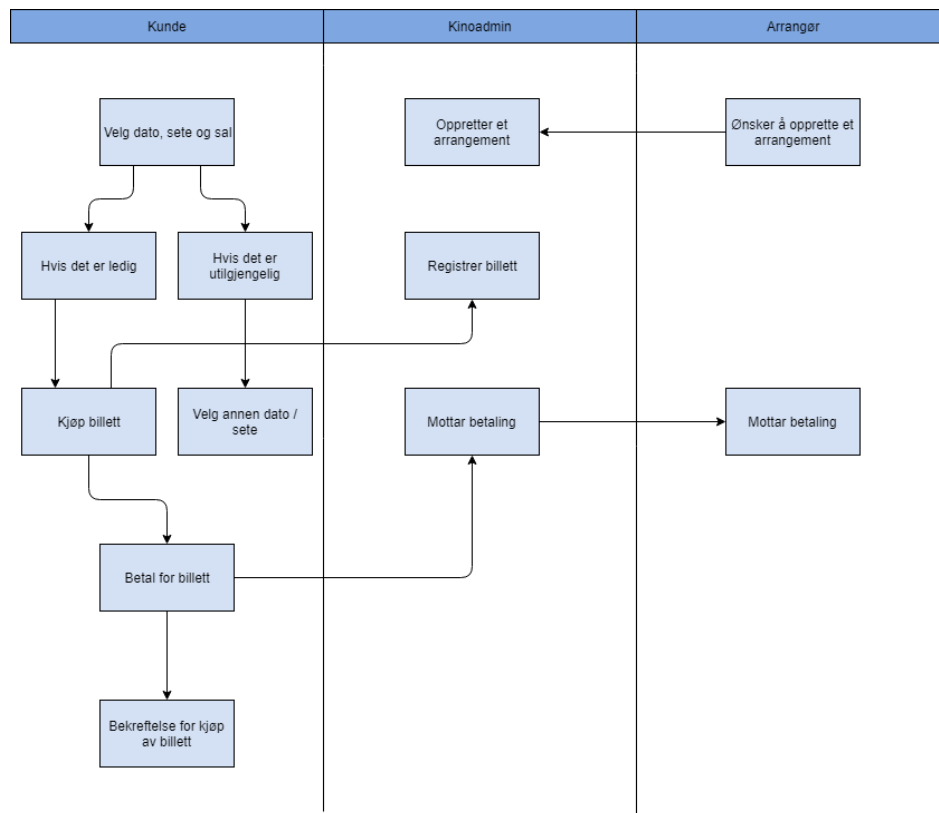 Kunde
Kinoadmin
Arrangør
Velg dato, sete og sal
Oppretter et
arrangement
Ønsker å opprette et
arrangement
Hvis det er ledig
Hvis det er
utilgjengelig
Registrer billett
Kjøp billett
Velg annen dato /
sete
Mottar betaling
Mottar betaling
Betal for billett
Bekreftelse for kjøp
av billett